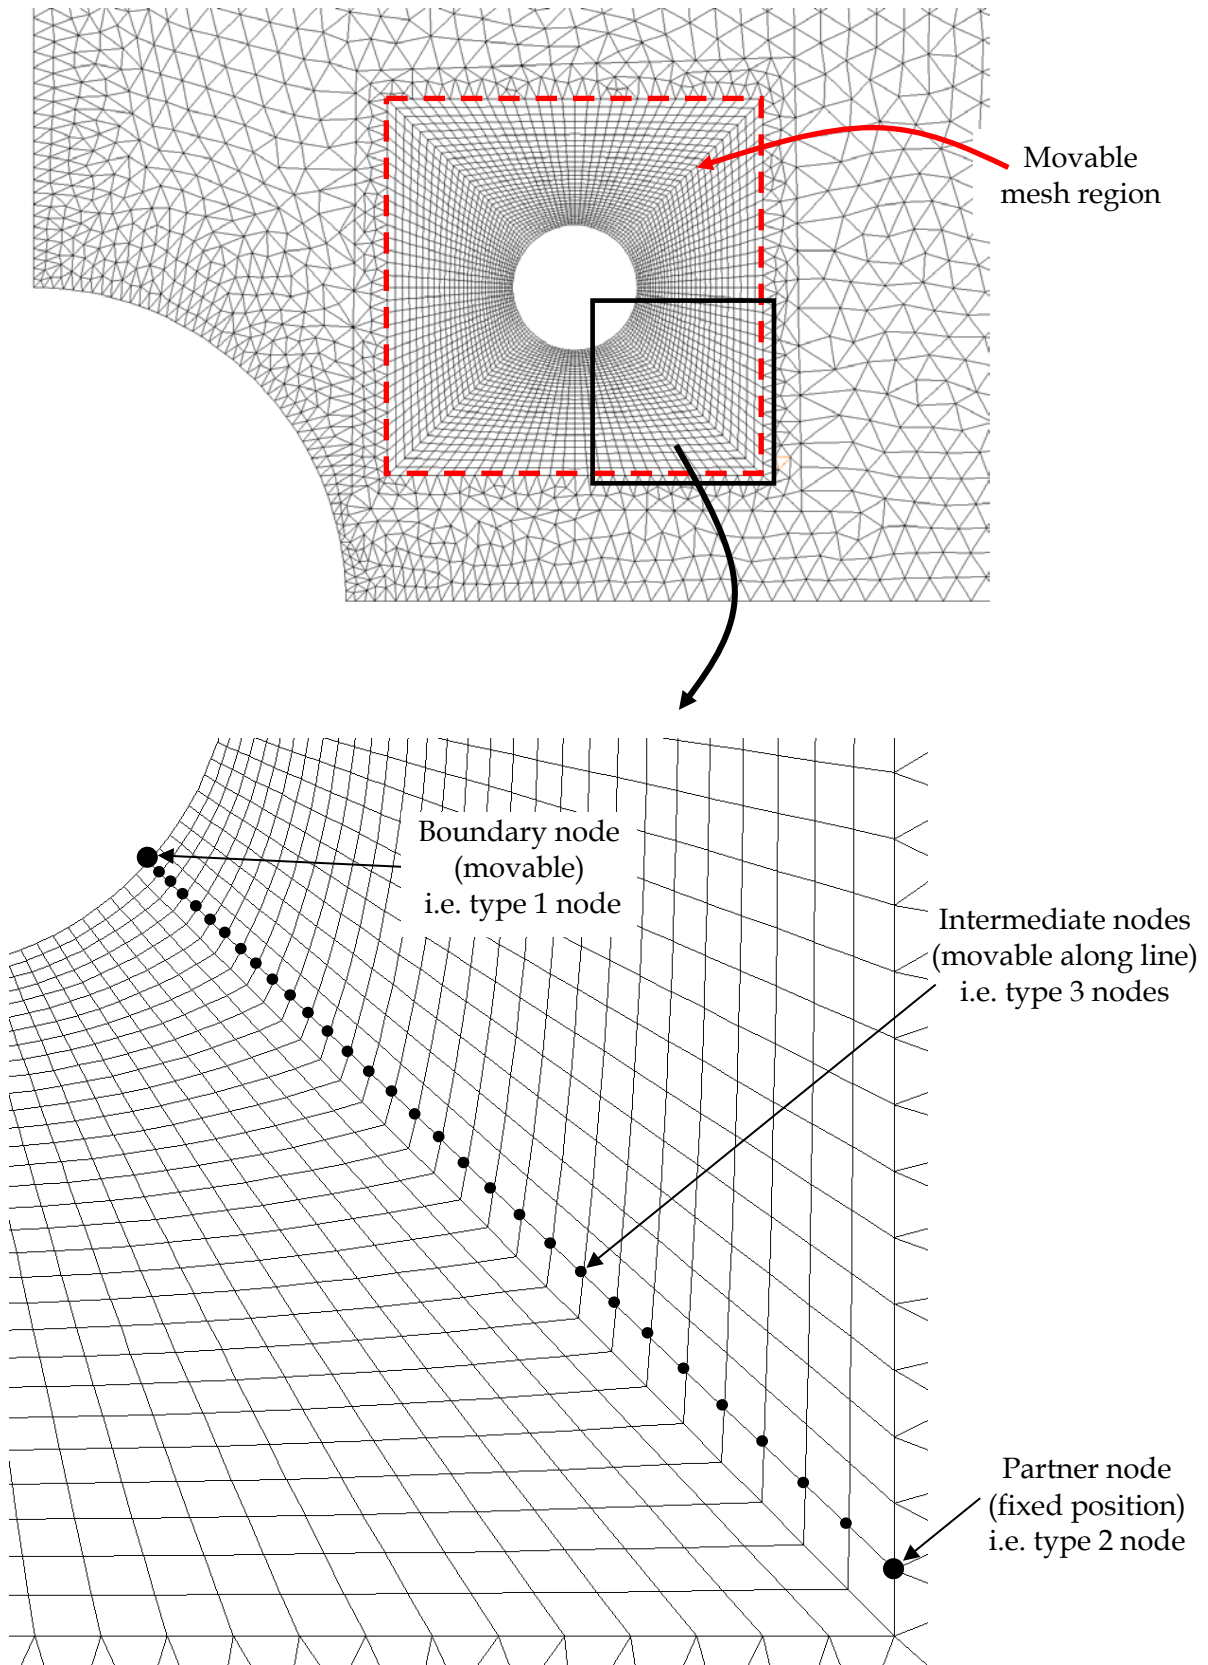 Movable
mesh region
Boundary node
(movable)
i.e. type 1 node
Intermediate nodes
(movable along line)
i.e. type 3 nodes
Partner node
(fixed position)
i.e. type 2 node